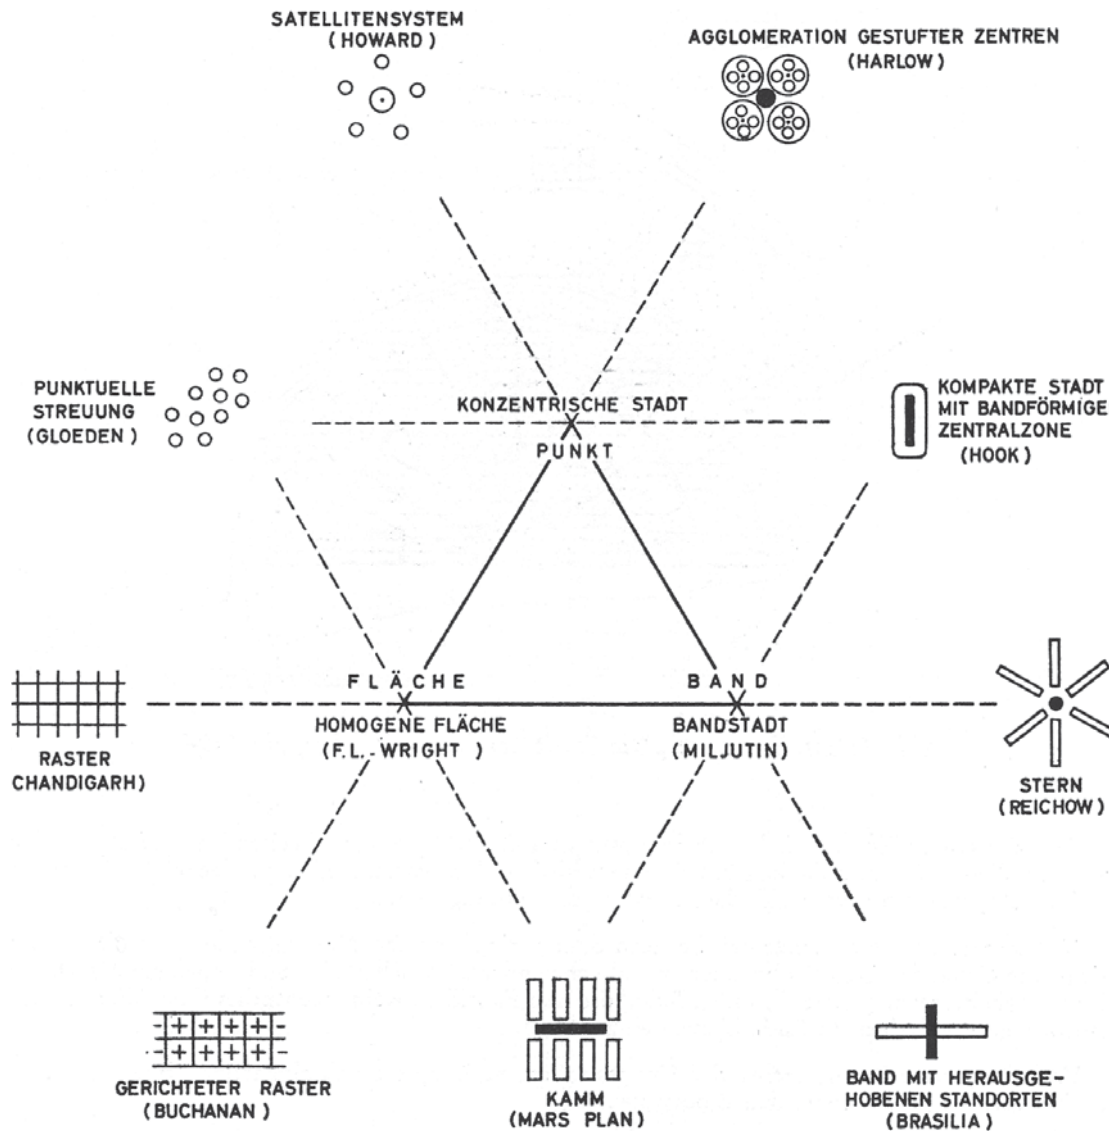 SATELLITENSYSTEM
(HOWARD)
AGGLOMERATION GESTUFTER ZENTREN
(HARLOW)
PUNKTUELLE
STREUUNG
(GLOEDEN)
KONZENTRISCHE STADT
PUNKT
KOMPAKTE STADT
MIT BANDFÖRMIGE
ZENTRALZONE
(HOOK)
FLÄCHE
HOMOGENE FLÄCHE
(F.L. WRIGHT)
BAND
BANDSTADT
(MILJUTIN)
RASTER
CHANDIGARH)
STERN
(REICHOW)
GERICHTETER RASTER
(BUCHANAN)
KAMM
(MARS PLAN)
BAND MIT HERAUSGE-
HOBENEN STANDORTEN
(BRASILIA)